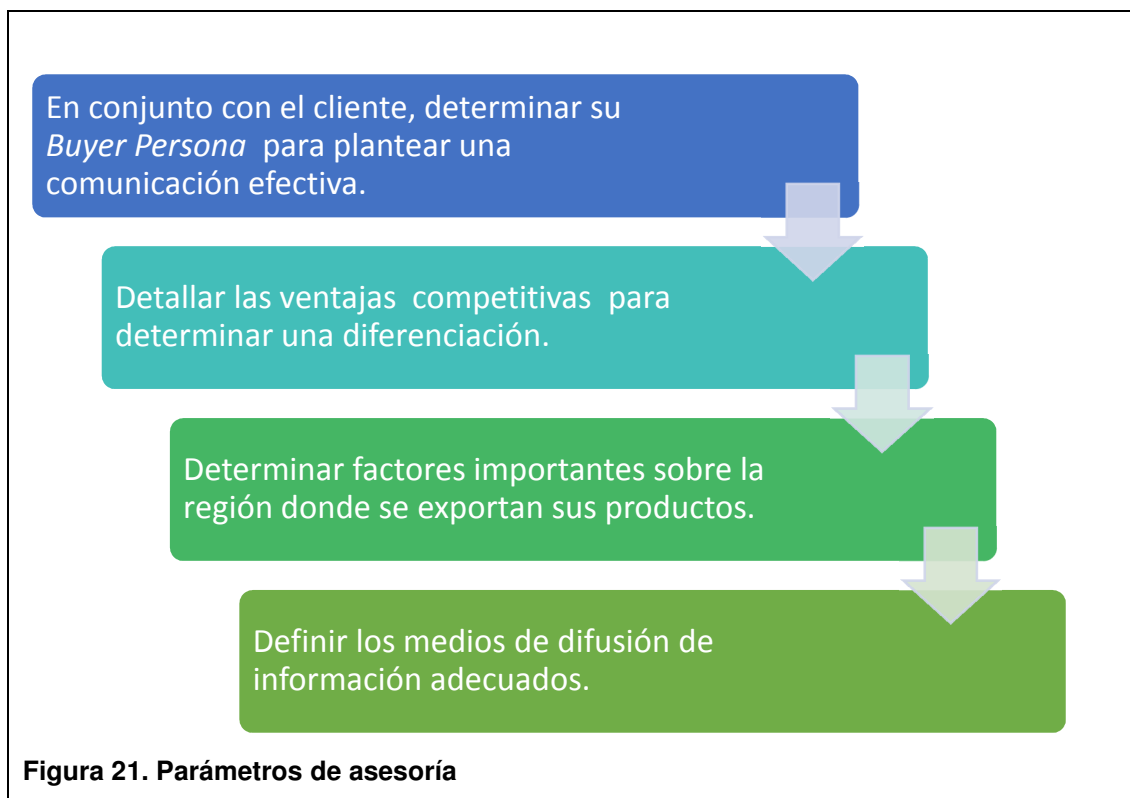 En conjunto con el cliente, determinar su
Buyer Persona para plantear una
comunicación efectiva.
Detallar las ventajas competitivas para
determinar una diferenciación.
Determinar factores importantes sobre la
región donde se exportan sus productos.
Definir los medios de difusión de
información adecuados.
Figura 21. Parámetros de asesoría